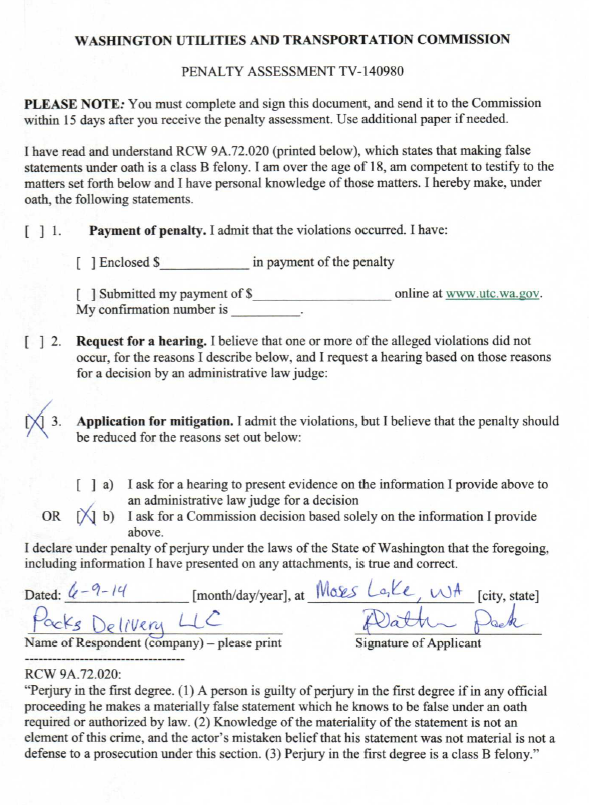 WASHINGTON UTILITIES AND TRANSPORTATION COMMISSION
PENALTY ASSESSMENT TV-140980
PLEASE NOTE: You must complete and sign this document, and send it to the Commission
within 15 days after you receive the penalty assessment. Use additional paper if needed.
I have read and understand RCW 9A.72.020 (printed below), which states that making false
statements under oath is a class B felony. I am over the age of 18, am competent to testify to the
matters set forth below and I have personal knowledge of those matters. I hereby make, under
oath, the following statements.
[ ] 1. Payment of penalty. I admit that the violations occurred. I have:
[ ] Enclosed $____________ in payment of the penalty
[ ] Submitted my payment of $___________________ online at www.utc.wa.gov.
My confirmation number is _________.
[ ] 2. Request for a hearing. I believe that one or more of the alleged violations did not
occur, for the reasons I describe below, and I request a hearing based on those reasons
for a decision by an administrative law judge:
[X] 3. Application for mitigation. I admit the violations, but I believe that the penalty should
be reduced for the reasons set out below:
[ ] a) I ask for a hearing to present evidence on the information I provide above to
an administrative law judge for a decision
OR [X] b) I ask for a Commission decision based solely on the information I provide
above.
I declare under penalty of perjury under the laws of the State of Washington that the foregoing,
including information I have presented on any attachments, is true and correct.
Dated: 6-9-14 [month/day/year], at Moses Lake, WA [city, state]
Packs Delivery LLC
Name of Respondent (company) – please print Signature of Applicant
-----------------------------------
RCW 9A.72.020:
“Perjury in the first degree. (1) A person is guilty of perjury in the first degree if in any official
proceeding he makes a materially false statement which he knows to be false under an oath
required or authorized by law. (2) Knowledge of the materiality of the statement is not an
element of this crime, and the actor’s mistaken belief that his statement was not material is not a
defense to a prosecution under this section. (3) Perjury in the first degree is a class B felony.”